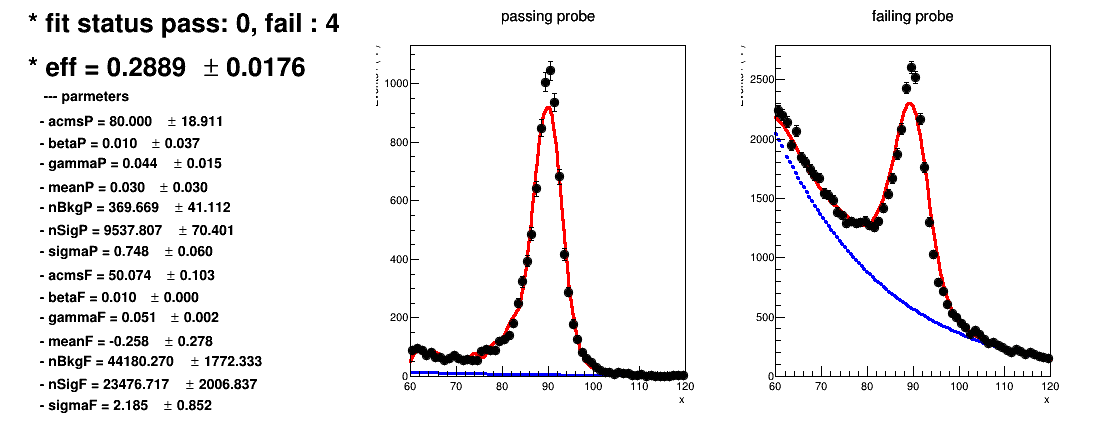 * fit status pass: 0, fail : 4
* eff = 0.2889 ± 0.0176
--- parmeters
- acmsP = 80.000 ± 18.911
- betaP = 0.010 ± 0.037
- gammaP = 0.044 ± 0.015
- meanP = 0.030 ± 0.030
- nBkgP = 369.669 ± 41.112
- nSigP = 9537.807 ± 70.401
- sigmaP = 0.748 ± 0.060
- acmsF = 50.074 ± 0.103
- betaF = 0.010 ± 0.000
- gammaF = 0.051 ± 0.002
- meanF = -0.258 ± 0.278
- nBkgF = 44180.270 ± 1772.333
- nSigF = 23476.717 ± 2006.837
- sigmaF = 2.185 ± 0.852
passing probe
1000
800
600
400
200
0
60 70 80 90 100 110 120
x
failing probe
2500
2000
1500
1000
500
0
60 70 80 90 100 110 120
x